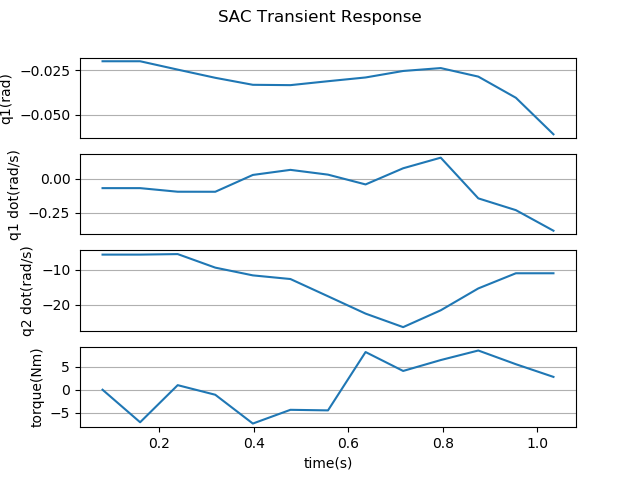 SAC Transient Response
q1(rad)
−0.025
−0.050
q1 dot(rad/s)
0.00
−0.25
q2 dot(rad/s)
−10
−20
torque(Nm)
5
0
−5
0.2 0.4 0.6 0.8 1.0
time(s)